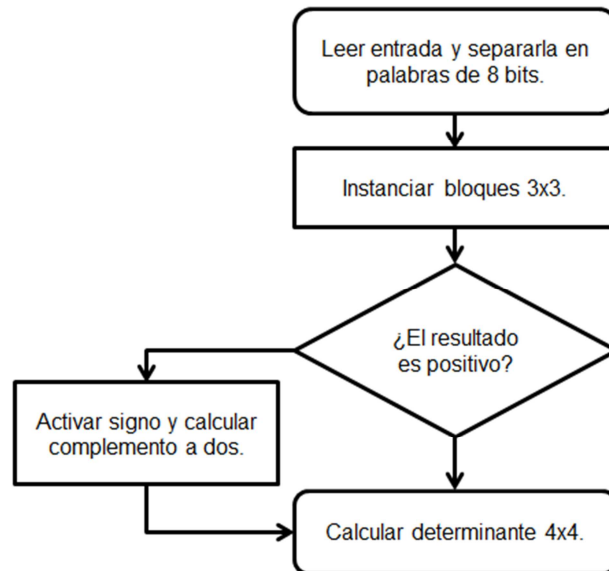 Leer entrada y separarla en
palabras de 8 bits.
Instanciar bloques 3x3.
¿El resultado
es positivo?
Activar signo y calcular
complemento a dos.
Calcular determinante 4x4.